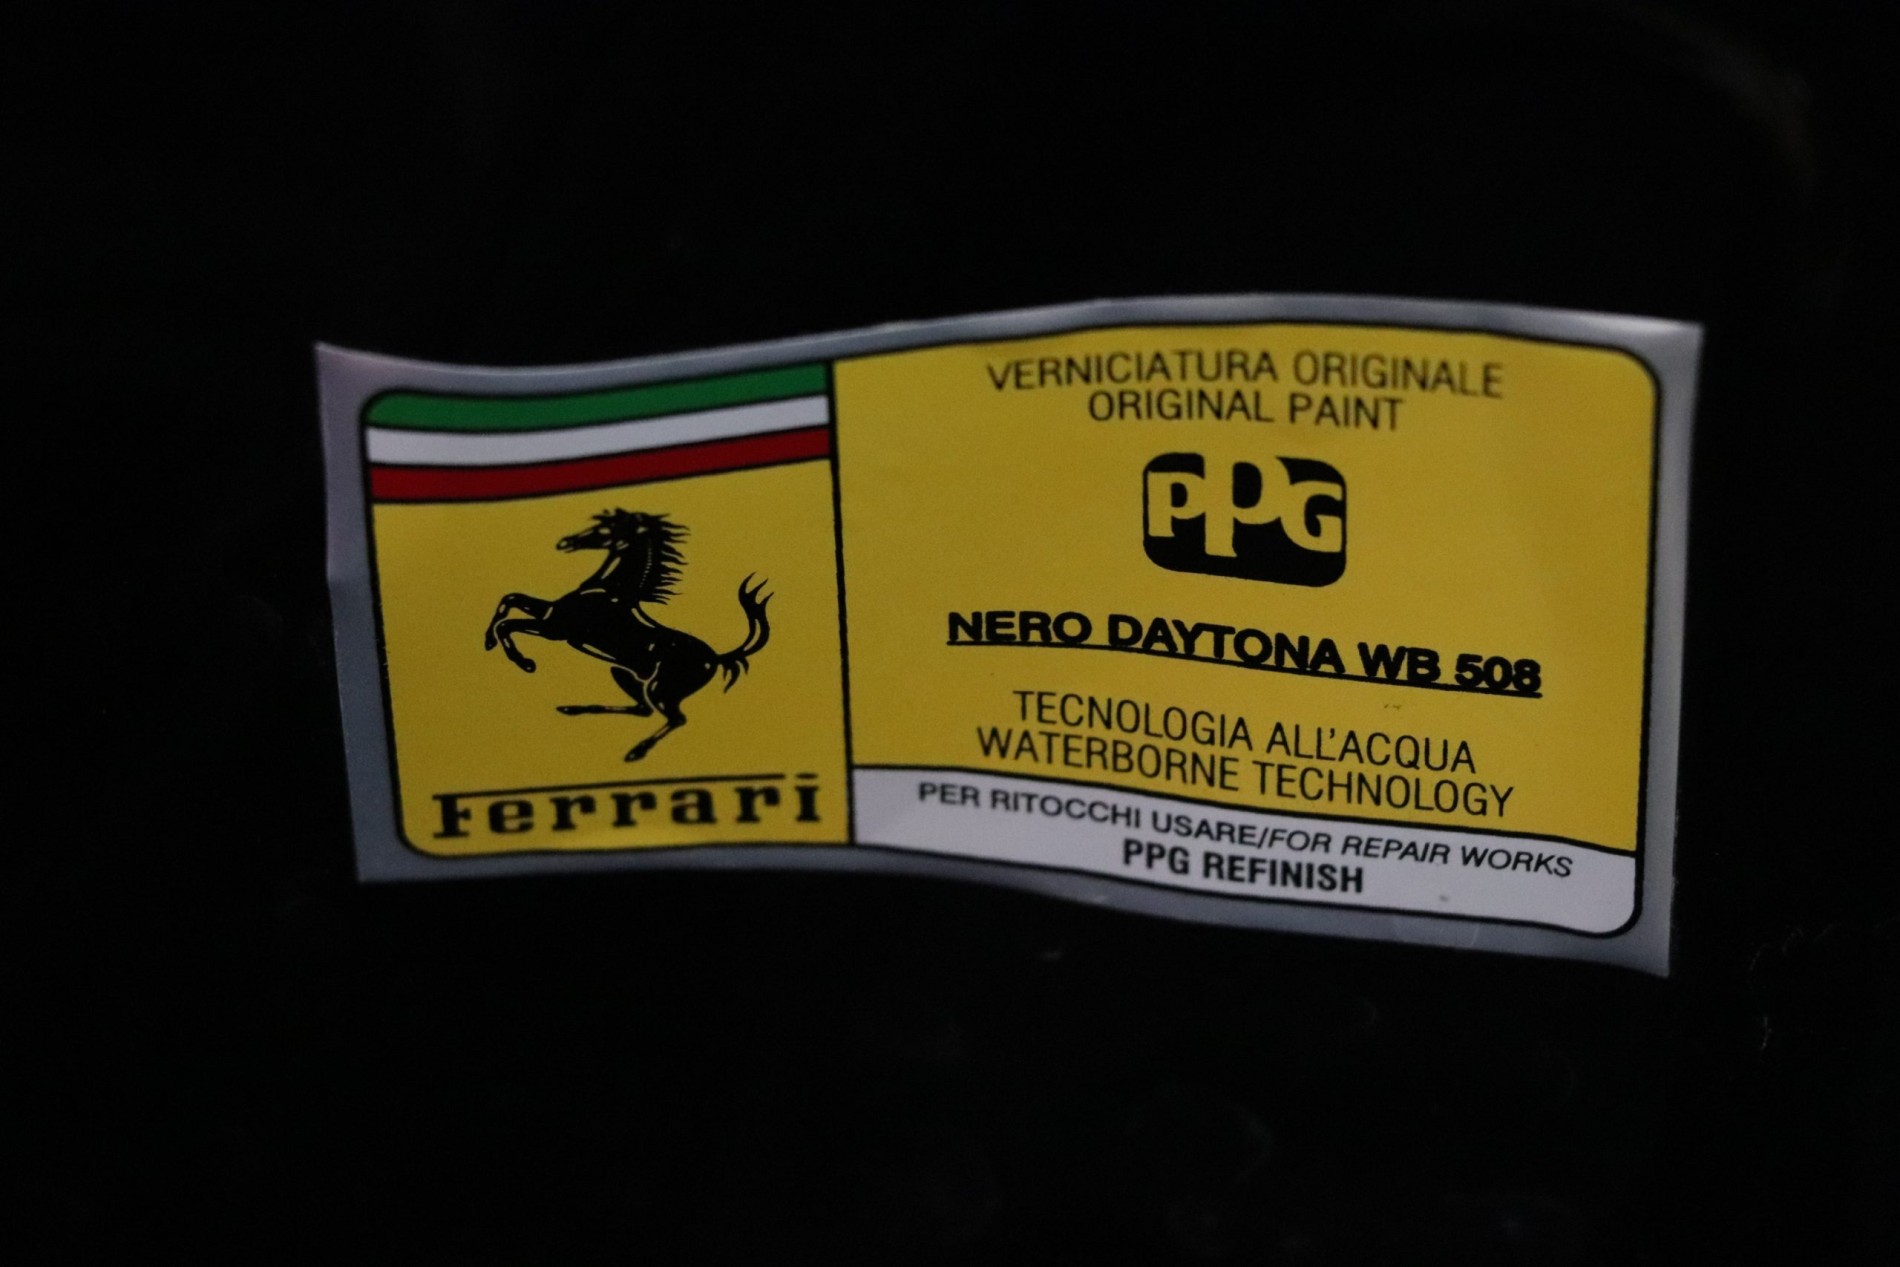 Ferrari
VERNICIATURA ORIGINALE
ORIGINAL PAINT
PPG
NERO DAYTONA WB 508
TECNOLOGIA ALL'ACQUA
WATERBORNE TECHNOLOGY
PER RITOCCHI USARE/FOR REPAIR WORKS
PPG REFINISH